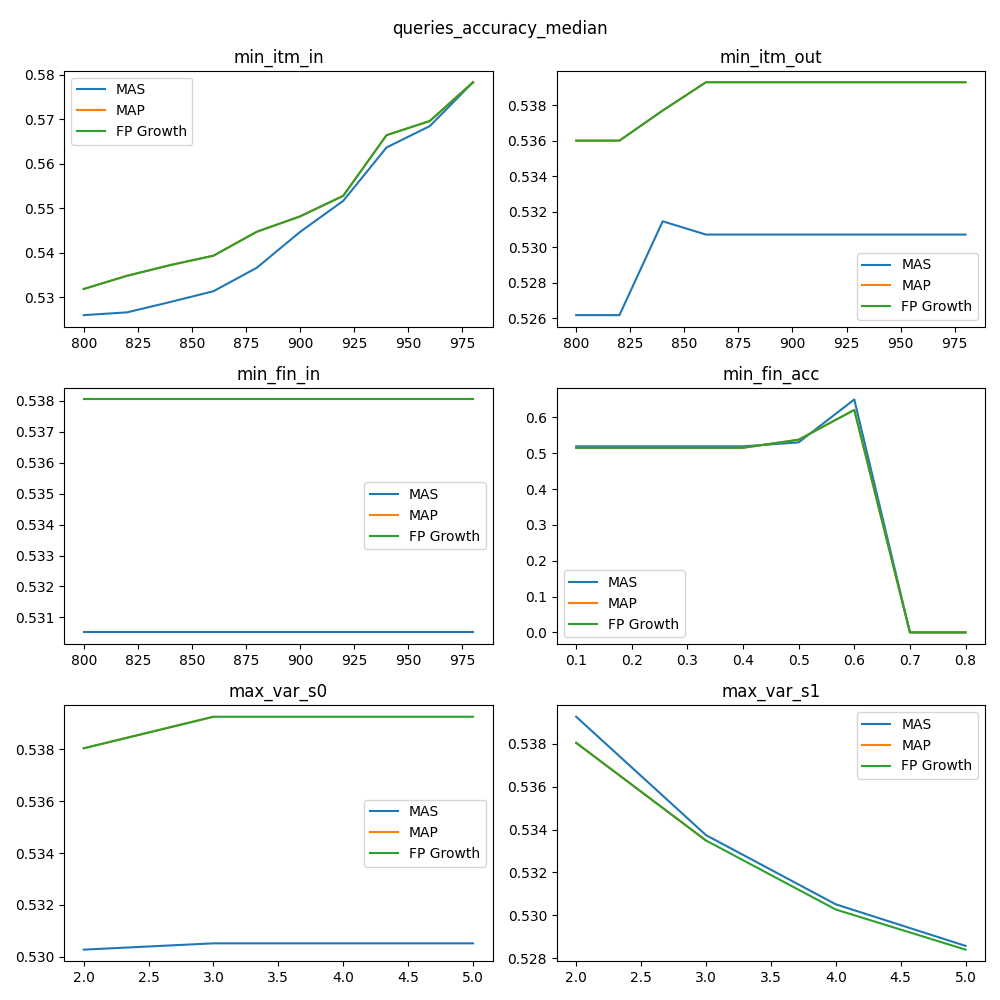 queries_accuracy_median
min_itm_in
0.58
0.57
0.56
0.55
0.54
0.53
MAS
MAP
FP Growth
800 825 850 875 900 925 950 975
min_itm_out
0.538
0.536
0.534
0.532
0.530
0.528
0.526
MAS
MAP
FP Growth
800 825 850 875 900 925 950 975
min_fin_in
0.538
0.537
0.536
0.535
0.534
0.533
0.532
0.531
MAS
MAP
FP Growth
800 825 850 875 900 925 950 975
min_fin_acc
0.6
0.5
0.4
0.3
0.2
0.1
0.0
MAS
MAP
FP Growth
0.1 0.2 0.3 0.4 0.5 0.6 0.7 0.8
max_var_s0
0.538
0.536
0.534
0.532
0.530
MAS
MAP
FP Growth
2.0 2.5 3.0 3.5 4.0 4.5 5.0
max_var_s1
0.538
0.536
0.534
0.532
0.530
0.528
MAS
MAP
FP Growth
2.0 2.5 3.0 3.5 4.0 4.5 5.0